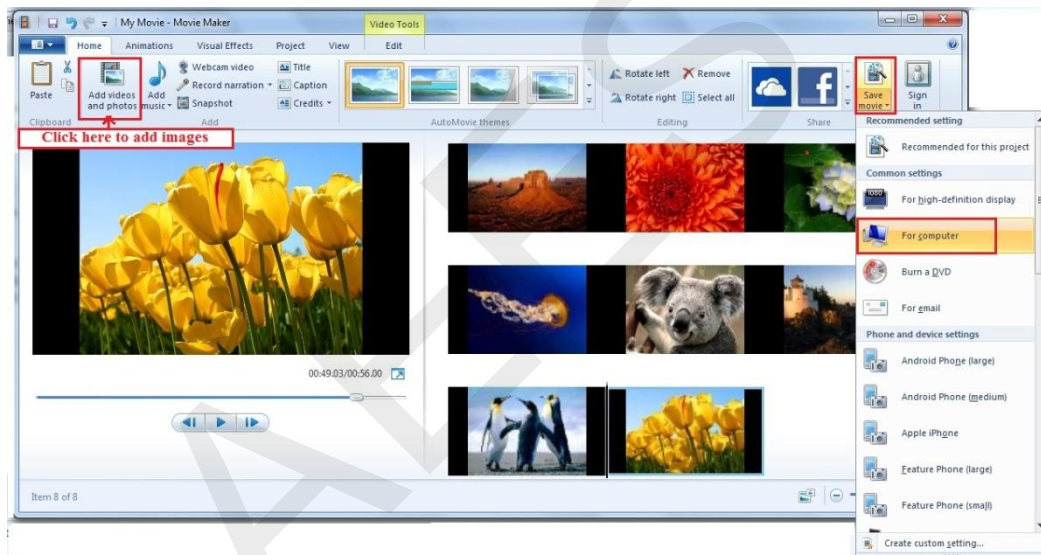 My Movie - Movie Maker
Video Tools
Home Animations Visual Effects Project View Edit
Paste
Add videos and photos
Add music
Webcam video
Record narration
Snapshot
Title
Caption
Credits
Rotate left
Remove
Rotate right
Select all
Save movie
Sign in
Clipboard
Add
AutoMovie themes
Editing
Share
Click here to add images
Recommended setting
Recommended for this project
Common settings
1080
For high-definition display
For computer
Burn a DVD
For email
Phone and device settings
Android Phone (large)
Android Phone (medium)
Apple iPhone
Feature Phone (large)
Feature Phone (small)
Create custom setting...
00:49.03/00:56.00
Item 8 of 8
AEES